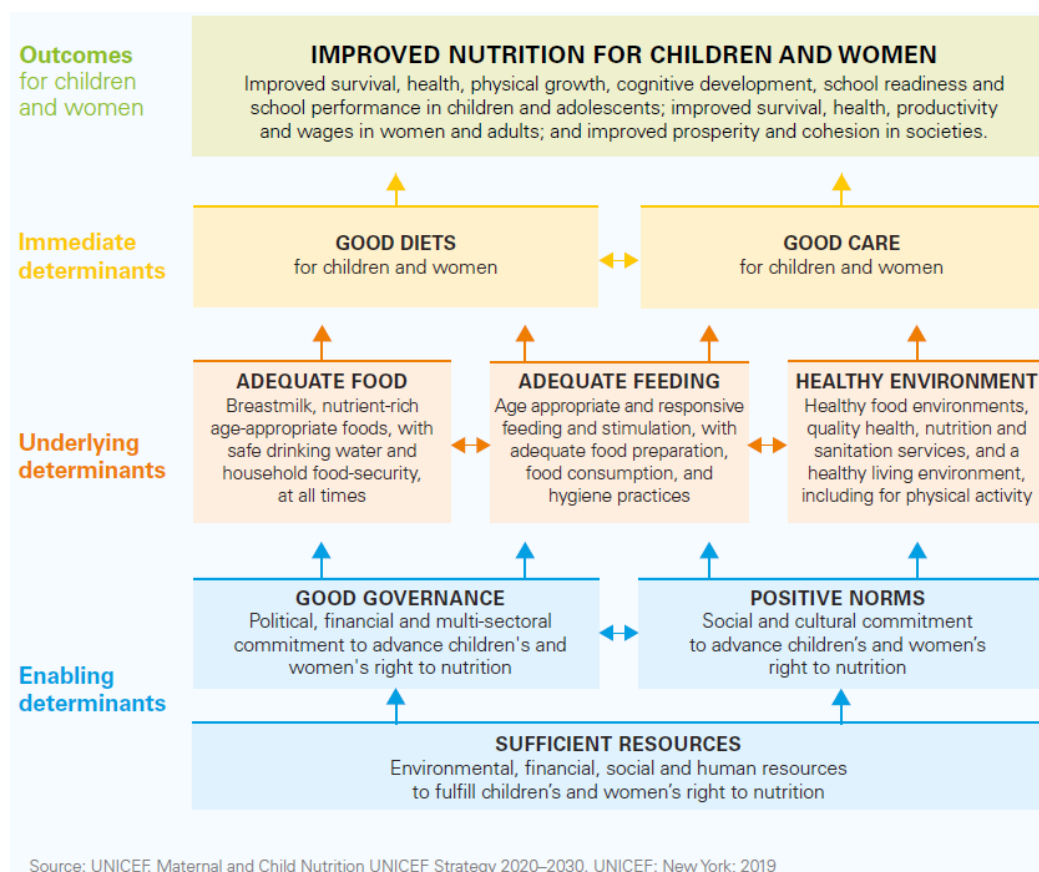 Outcomes
for children
and women
IMPROVED NUTRITION FOR CHILDREN AND WOMEN
Improved survival, health, physical growth, cognitive development, school readiness and
school performance in children and adolescents; improved survival, health, productivity
and wages in women and adults; and improved prosperity and cohesion in societies.
Immediate
determinants
GOOD DIETS
for children and women
GOOD CARE
for children and women
Underlying
determinants
ADEQUATE FOOD
Breastmilk, nutrient-rich
age-appropriate foods, with
safe drinking water and
household food-security,
at all times
ADEQUATE FEEDING
Age appropriate and responsive
feeding and stimulation, with
adequate food preparation,
food consumption, and
hygiene practices
HEALTHY ENVIRONMENT
Healthy food environments,
quality health, nutrition and
sanitation services, and a
healthy living environment,
including for physical activity
Enabling
determinants
GOOD GOVERNANCE
Political, financial and multi-sectoral
commitment to advance children's and
women's right to nutrition
POSITIVE NORMS
Social and cultural commitment
to advance children’s and women’s
right to nutrition
SUFFICIENT RESOURCES
Environmental, financial, social and human resources
to fulfill children’s and women’s right to nutrition
Source: UNICEF. Maternal and Child Nutrition UNICEF Strategy 2020–2030. UNICEF: New York; 2019